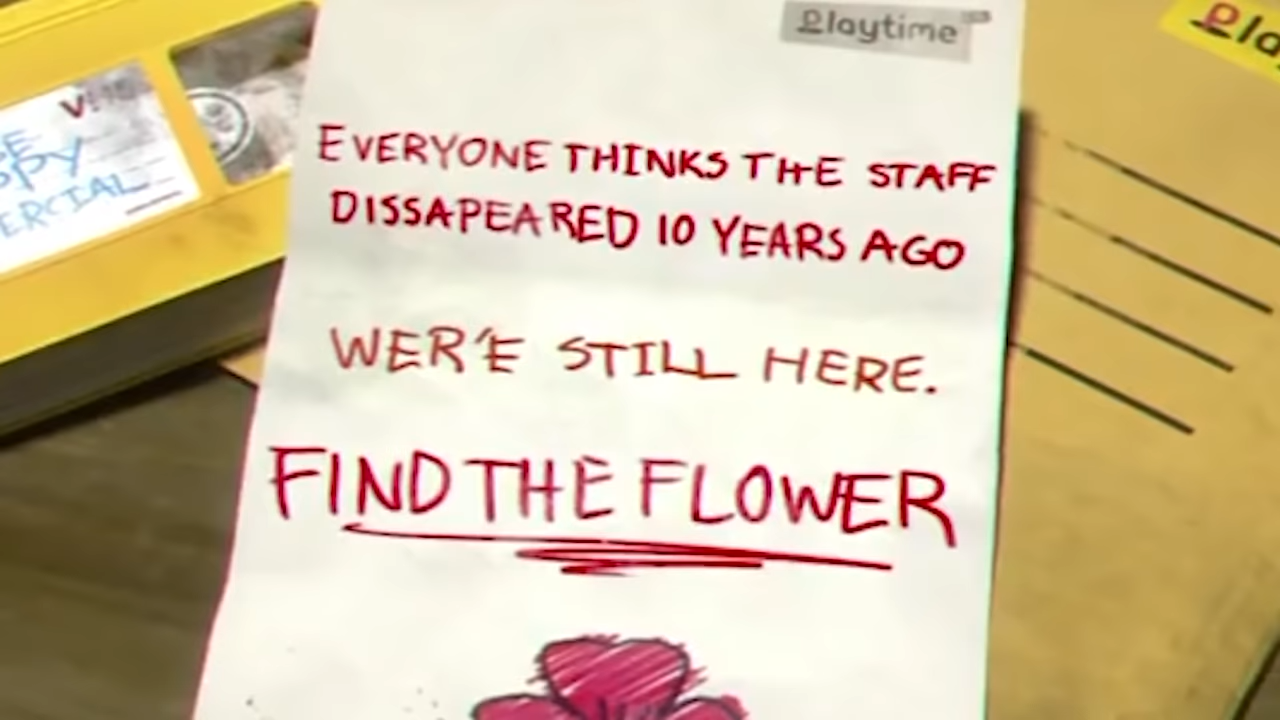 Playtime
EVERYONE THINKS THE STAFF
DISSAPEARED 10 YEARS AGO
WER'E STILL HERE.
FIND THE FLOWER